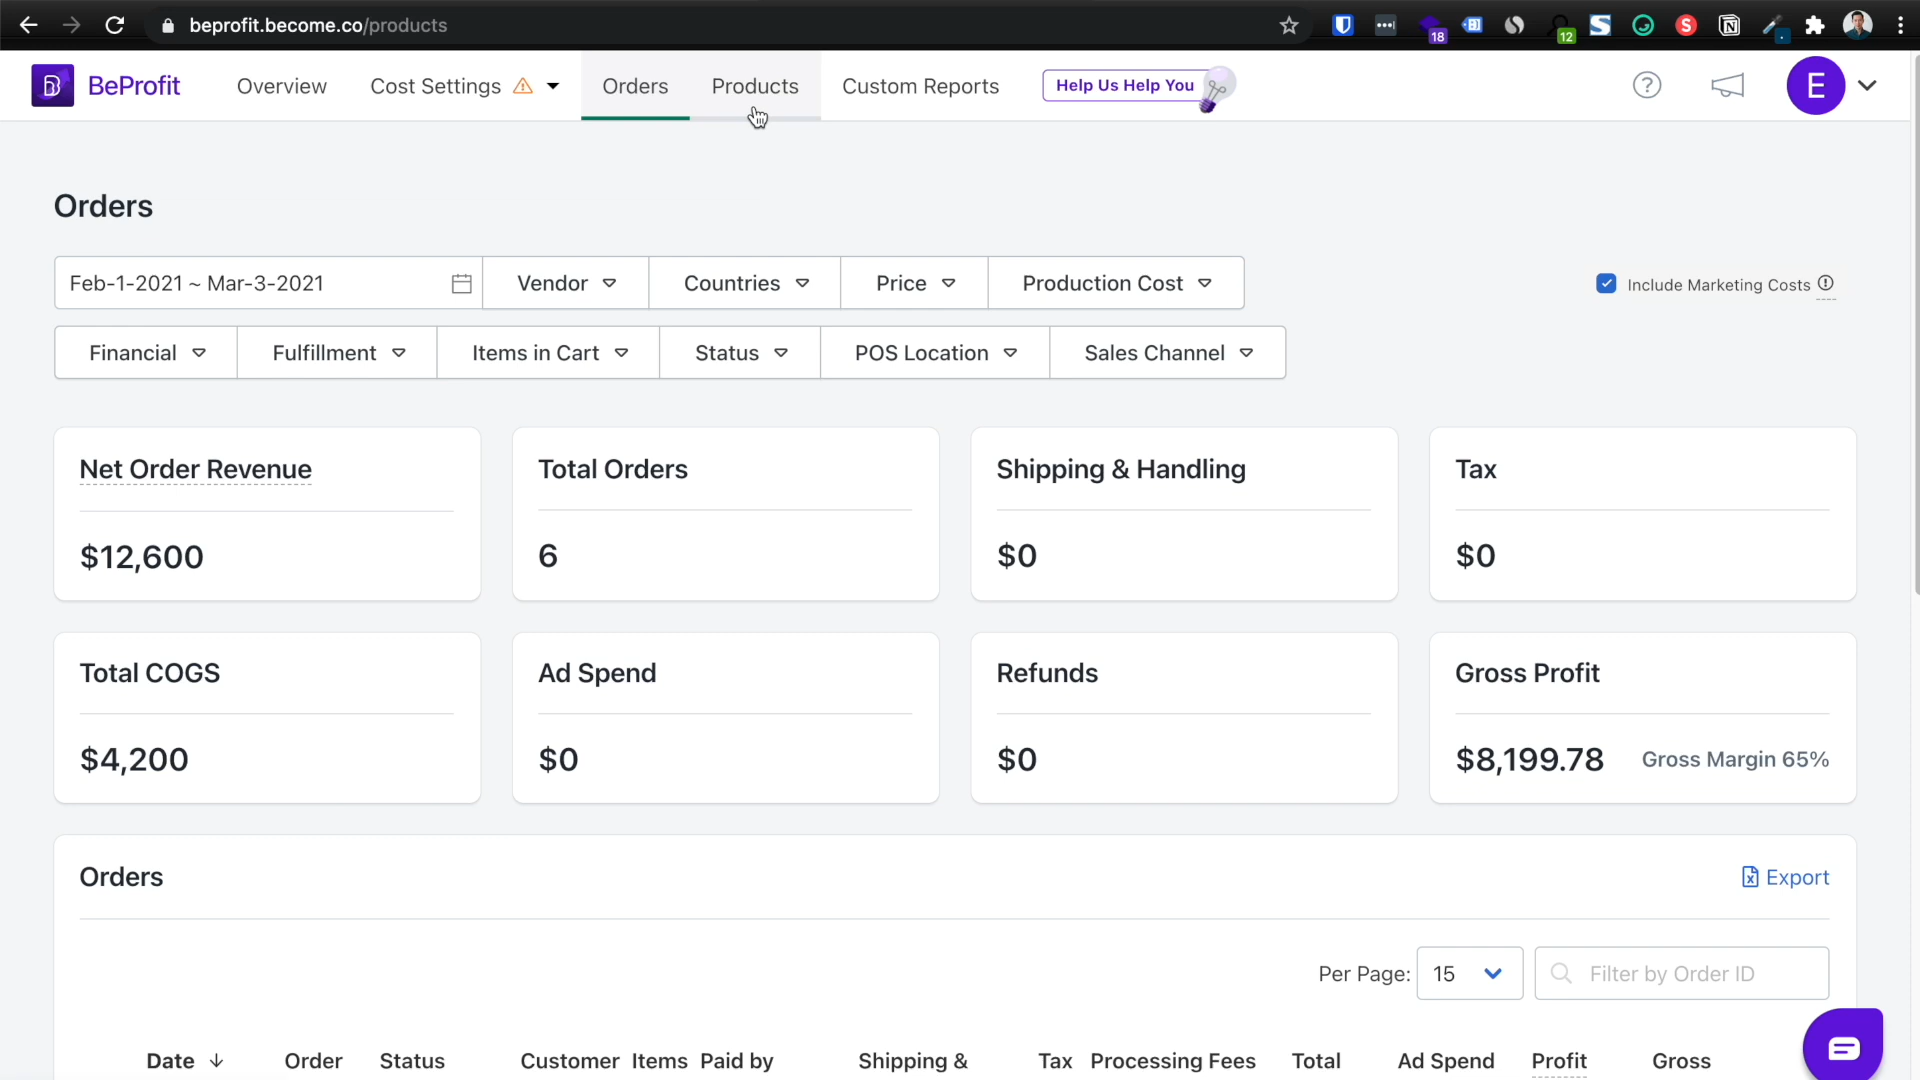 beprofit.become.co/products
18
12
BeProfit
Overview
Cost Settings
Orders
Products
Custom Reports
Help Us Help You
E
Orders
Feb-1-2021 ~ Mar-3-2021
Vendor
Countries
Price
Production Cost
Include Marketing Costs
Financial
Fulfillment
Items in Cart
Status
POS Location
Sales Channel
Net Order Revenue
$12,600
Total Orders
6
Shipping & Handling
$0
Tax
$0
Total COGS
$4,200
Ad Spend
$0
Refunds
$0
Gross Profit
$8,199.78
Gross Margin 65%
Orders
Export
Per Page:
15
Filter by Order ID
Date
Order
Status
Customer
Items
Paid by
Shipping &
Tax
Processing Fees
Total
Ad Spend
Profit
Gross